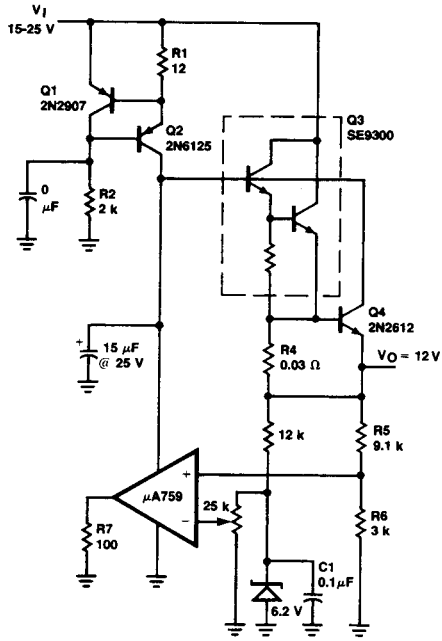 VI
15-25 V
R1
12
Q1
2N2907
Q2
2N6125
Q3
SE9300
0
μF
R2
2 k
Q4
2N2612
15 μF
@ 25 V
+
R4
0.03 Ω
VO = 12 V
12 k
R5
9.1 k
+
μA759
−
25 k
R7
100
R6
3 k
C1
0.1 μF
6.2 V